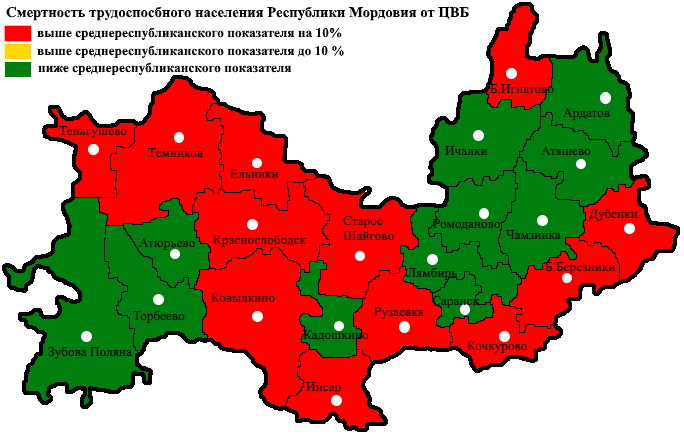 Смертность трудоспосбного населения Республики Мордовия от ЦВБ
выше среднереспубликанского показателя на 10%
выше среднереспубликанского показателя до 10 %
ниже среднереспубликанского показателя
Б.Игнатово
Ардатов
Теньгушево
Темников
Ичалки
Атяшево
Ельники
Дубенки
Старое
Шайгово
Ромоданово
Чамзинка
Краснослободск
Атюрьево
Лямбирь
Б.Березники
Ковылкино
Саранск
Торбеево
Рузаевка
Кадошкино
Кочкурово
Зубова Поляна
Инсар